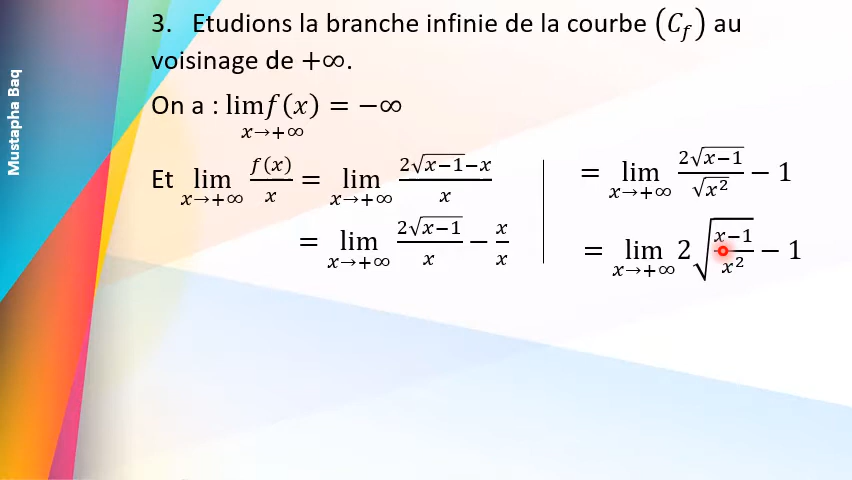 Mustapha Baq
3. Etudions la branche infinie de la courbe (C_f) au
voisinage de +∞.
On a : lim_{x→+∞} f(x) = −∞
Et lim_{x→+∞} f(x)/x = lim_{x→+∞} (2√(x−1)−x)/x
= lim_{x→+∞} 2√(x−1)/x − x/x
= lim_{x→+∞} 2√(x−1)/√(x²) − 1
= lim_{x→+∞} 2√((x−1)/x²) − 1